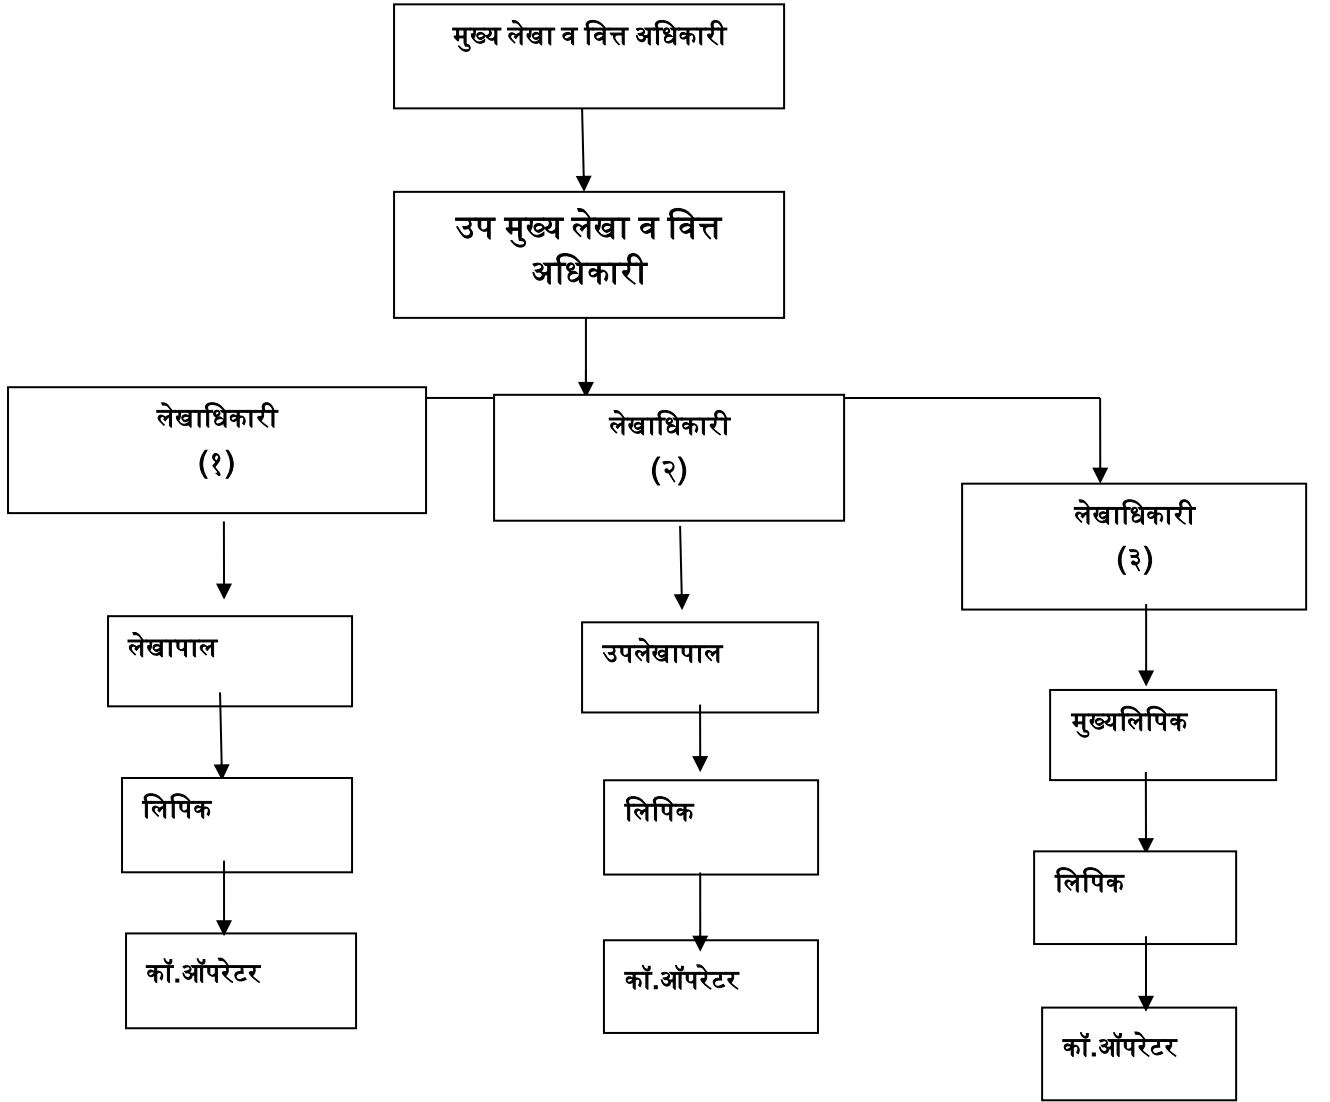 मुख्य लेखा व वित्त अधिकारी
उप मुख्य लेखा व वित्त
अधिकारी
लेखाधिकारी
(१)
लेखाधिकारी
(२)
लेखाधिकारी
(३)
लेखापाल
उपलेखापाल
मुख्यलिपिक
लिपिक
लिपिक
लिपिक
कॉ.ऑपरेटर
कॉ.ऑपरेटर
कॉ.ऑपरेटर